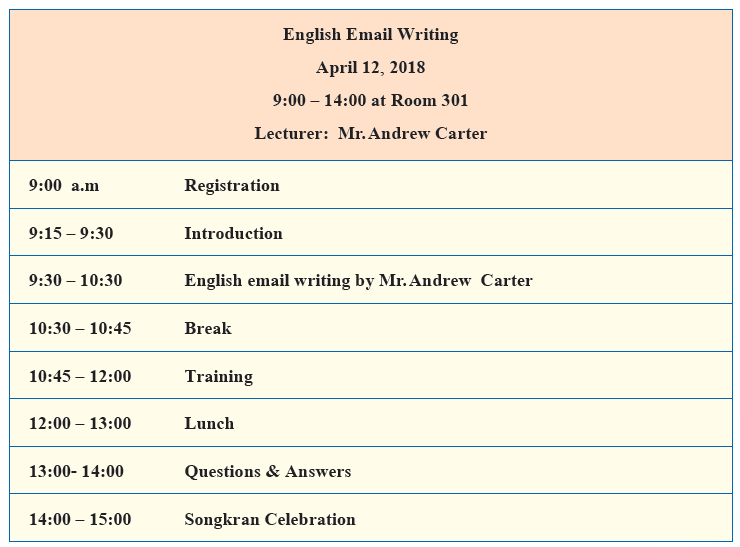 English Email Writing
April 12, 2018
9:00 – 14:00 at Room 301
Lecturer: Mr. Andrew Carter
9:00 a.m Registration
9:15 – 9:30 Introduction
9:30 – 10:30 English email writing by Mr. Andrew Carter
10:30 – 10:45 Break
10:45 – 12:00 Training
12:00 – 13:00 Lunch
13:00- 14:00 Questions & Answers
14:00 – 15:00 Songkran Celebration